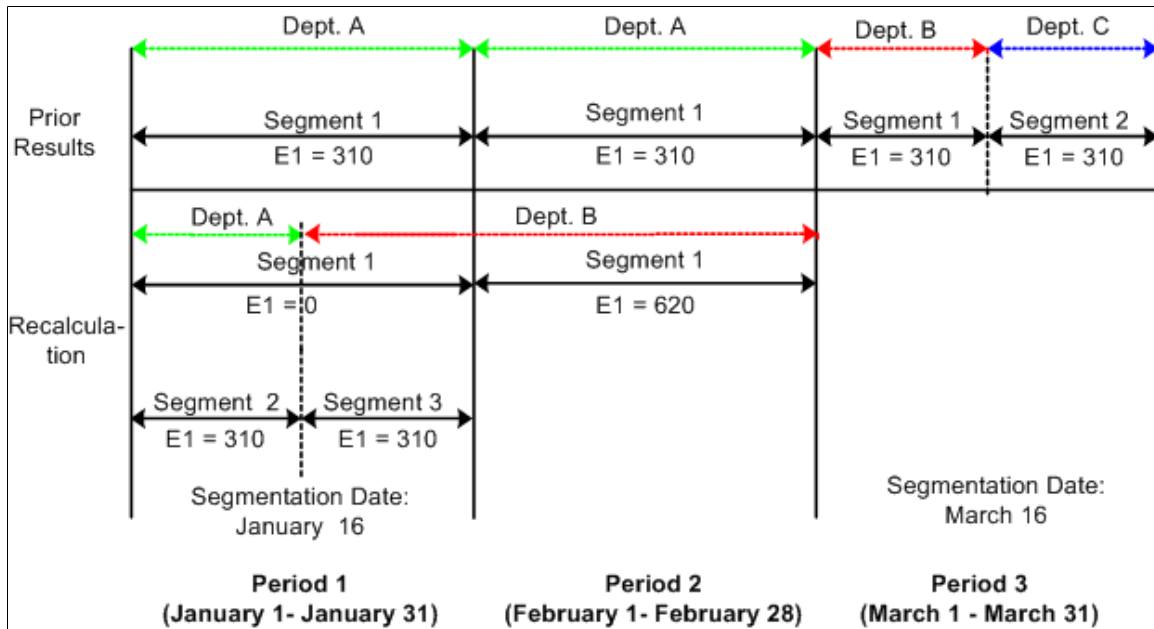 Dept. A
Dept. A
Dept. B
Dept. C
Prior
Results
Segment 1
E1 = 310
Segment 1
E1 = 310
Segment 1
E1 = 310
Segment 2
E1 = 310
Dept. A
Dept. B
Recalcula-
tion
Segment 1
E1 = 0
Segment 1
E1 = 620
Segment 2
E1 = 310
Segment 3
E1 = 310
Segmentation Date:
January 16
Segmentation Date:
March 16
Period 1
(January 1- January 31)
Period 2
(February 1- February 28)
Period 3
(March 1 - March 31)